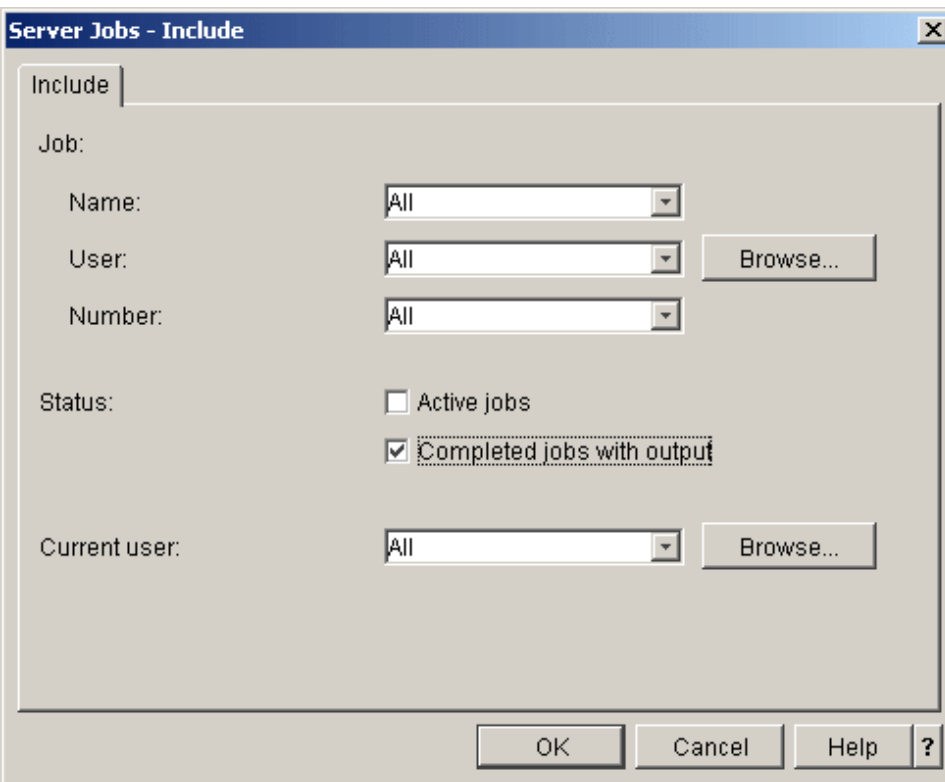 Server Jobs - Include
Include
Job:
Name: All
User: All Browse...
Number: All
Status: Active jobs
Completed jobs with output
Current user: All Browse...
OK Cancel Help ?